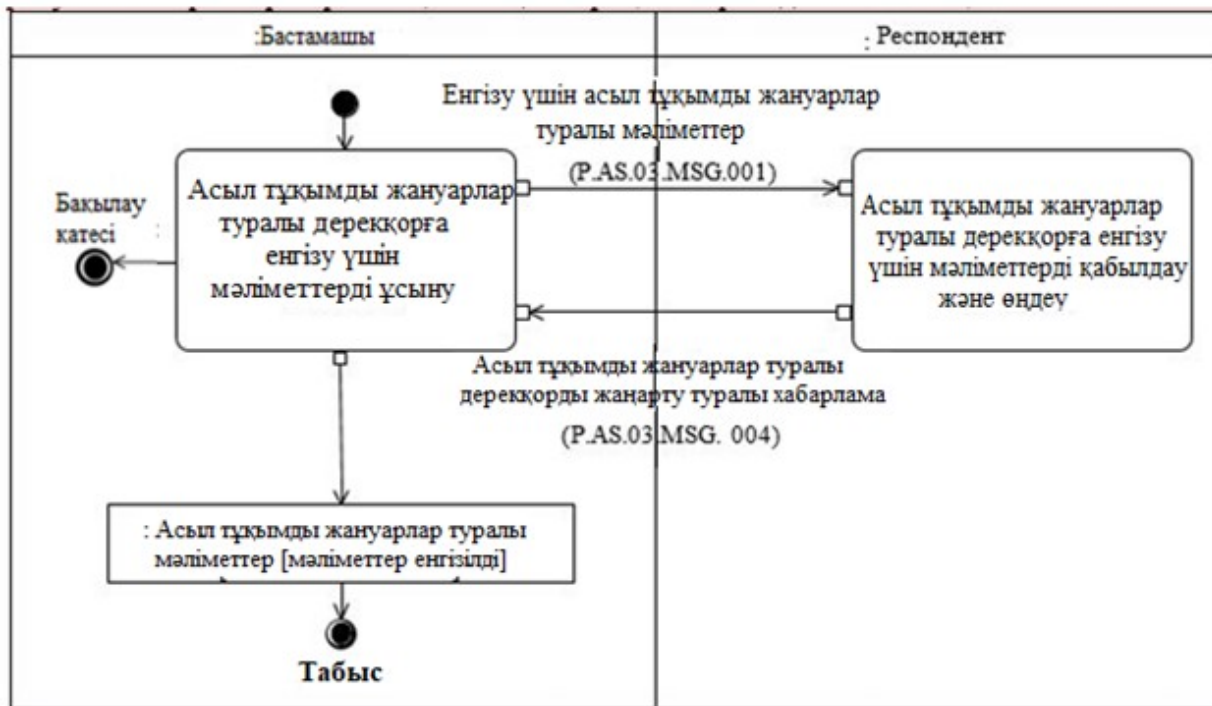 :Бастамашы
: Респондент
Енгізу үшін асыл тұқымды жануарлар
туралы мәліметтер
(P.AS.03.MSG.001)
Бақылау
қатесі :
Асыл тұқымды жануарлар
туралы дерекқорға
енгізу үшін
мәліметтерді ұсыну
Асыл тұқымды жануарлар
туралы дерекқорға енгізу
үшін мәліметтерді қабылдау
және өңдеу
Асыл тұқымды жануарлар туралы
дерекқорды жаңарту туралы хабарлама
(P.AS.03.MSG. 004)
: Асыл тұқымды жануарлар туралы
мәліметтер [мәліметтер енгізілді]
Табыс